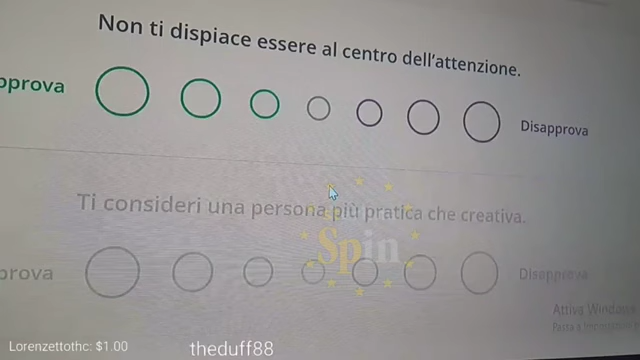 Non ti dispiace essere al centro dell'attenzione.
pprova
Disapprova
Ti consideri una persona più pratica che creativa.
Spin
prova
Disapprova
Attiva Windows
Lorenzettothc: $1.00
theduff88